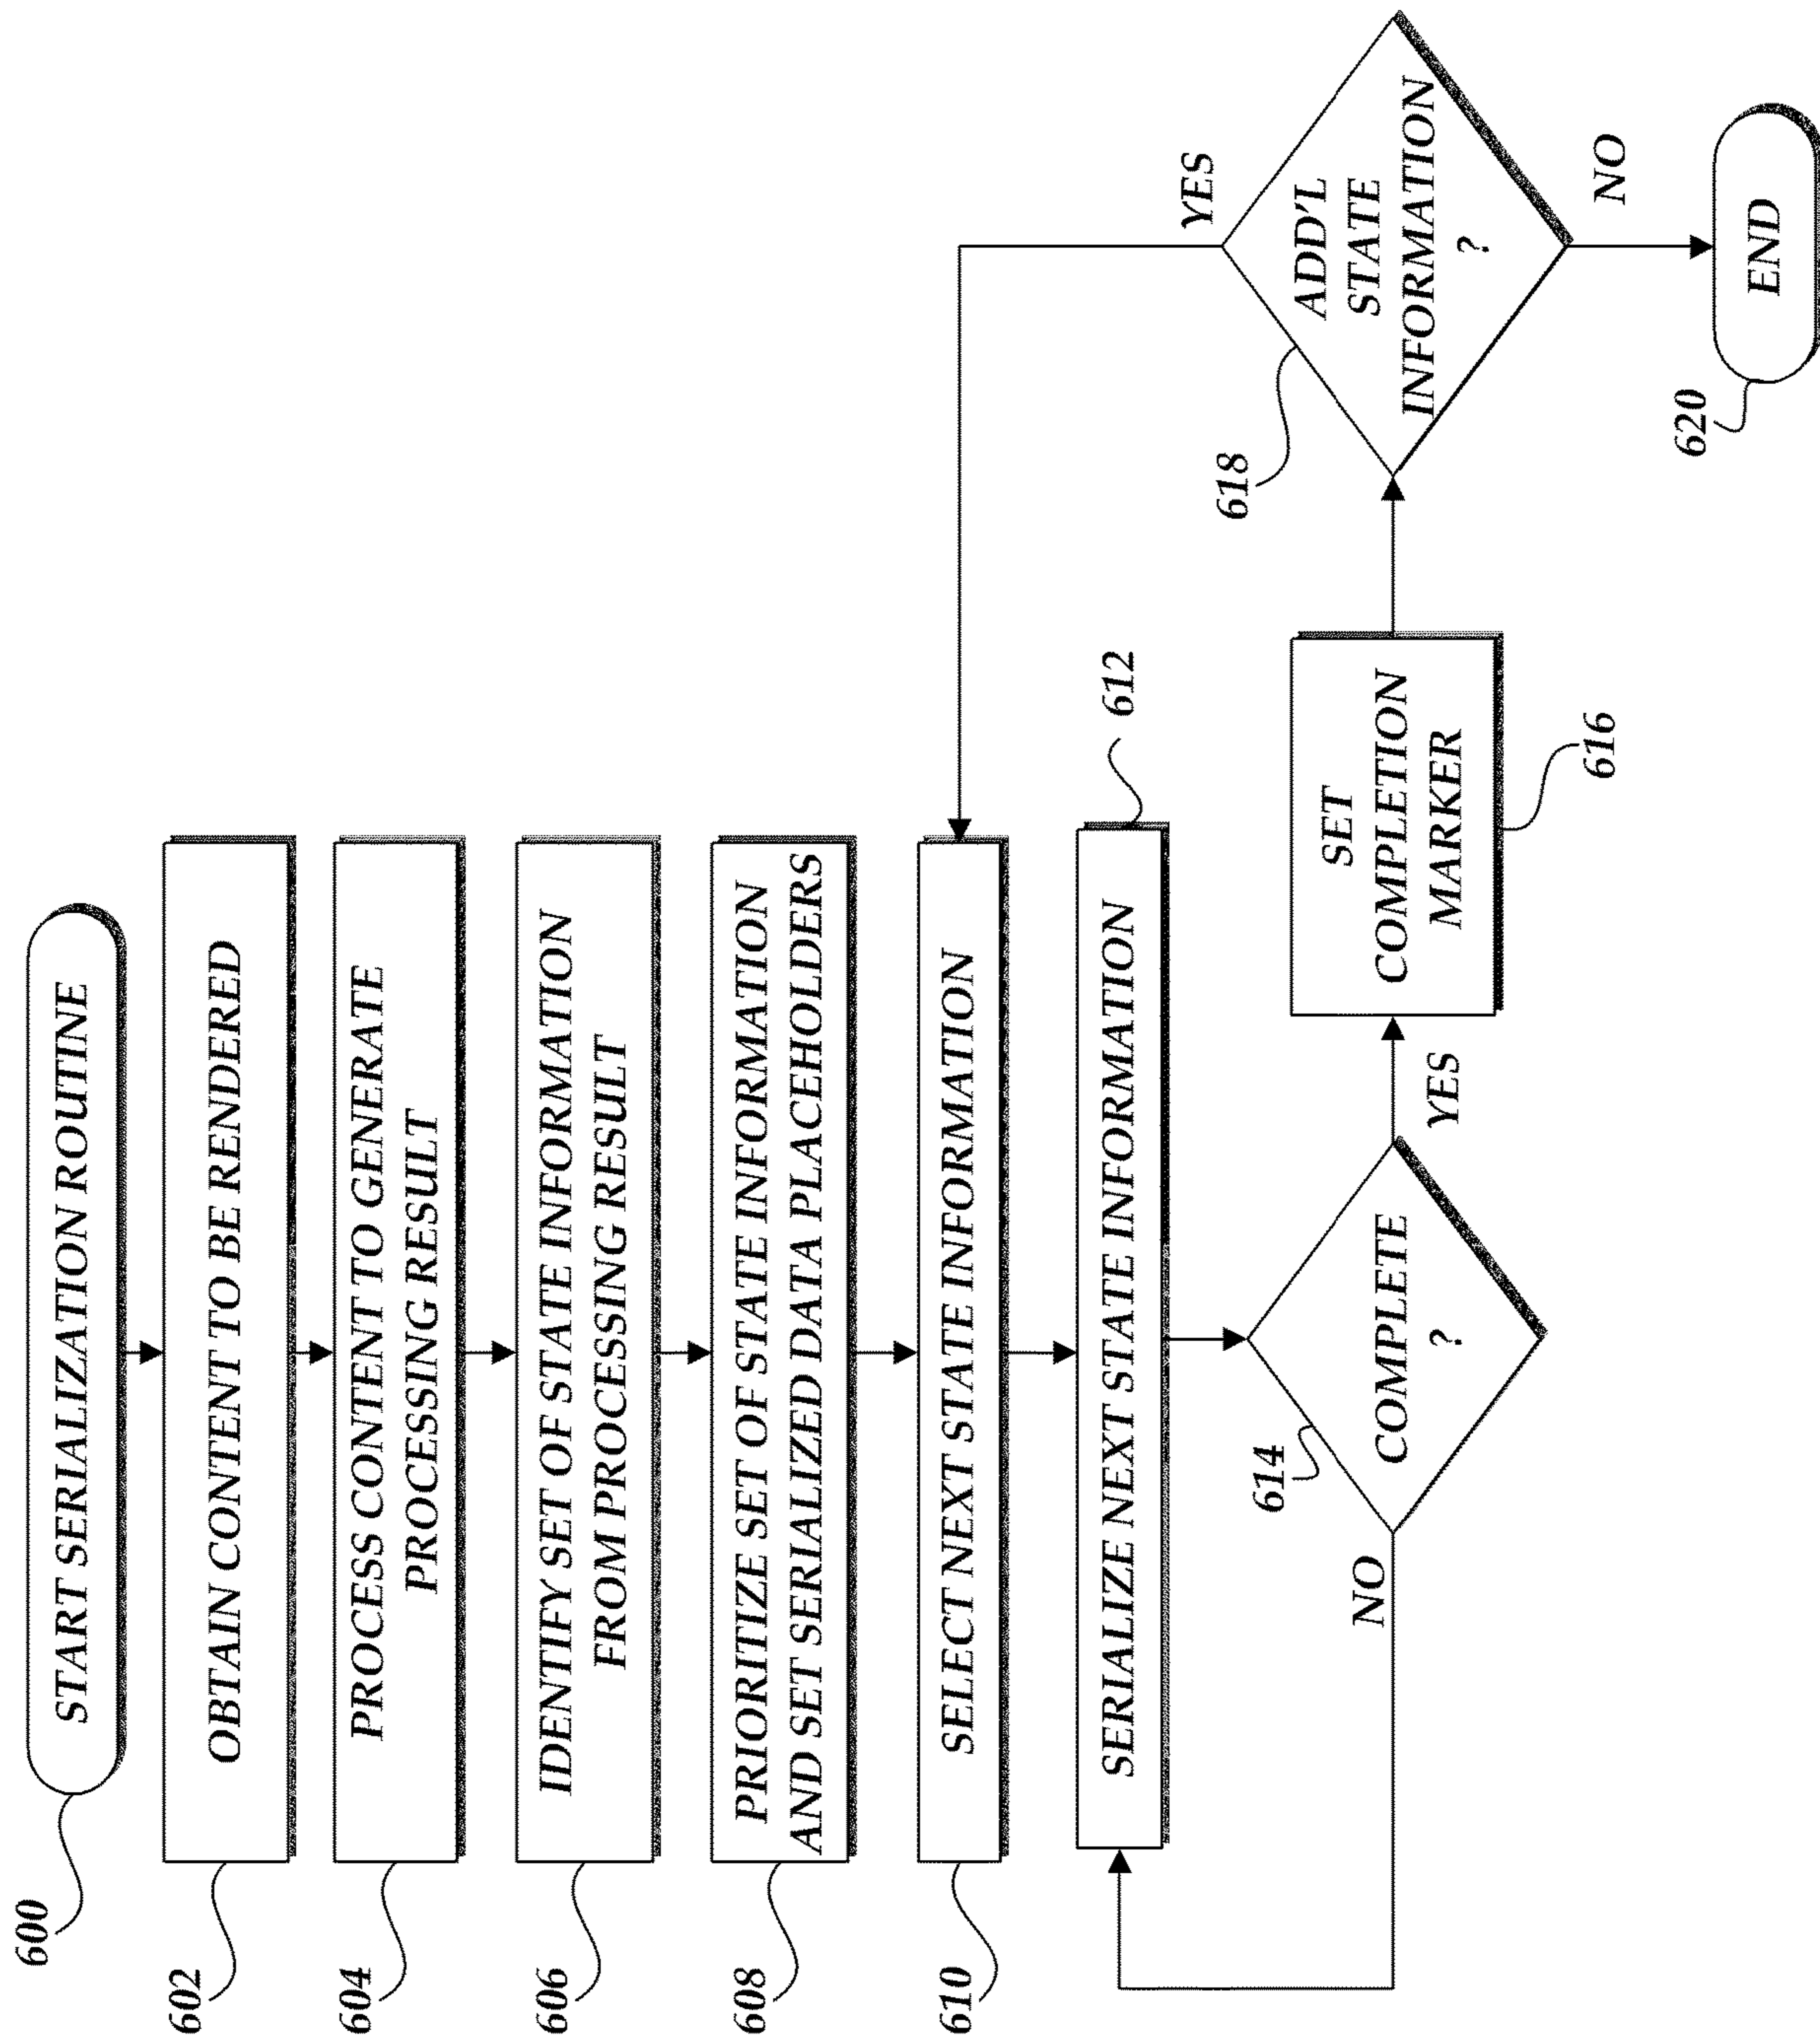 600
START SERIALIZATION ROUTINE
602
OBTAIN CONTENT TO BE RENDERED
604
PROCESS CONTENT TO GENERATE
PROCESSING RESULT
606
IDENTIFY SET OF STATE INFORMATION
FROM PROCESSING RESULT
608
PRIORITIZE SET OF STATE INFORMATION
AND SET SERIALIZED DATA PLACEHOLDERS
610
SELECT NEXT STATE INFORMATION
612
SERIALIZE NEXT STATE INFORMATION
614
COMPLETE
?
NO
YES
SET
COMPLETION
MARKER
616
618
ADD'L
STATE
INFORMATION
?
YES
NO
620
END